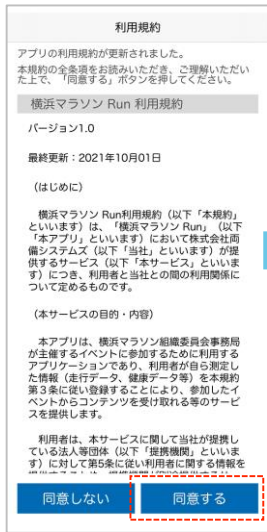 利用規約
アプリの利用規約が更新されました。
本規約の全条項をお読みいただき、ご理解いただい
た上で、「同意する」ボタンを押してください。
横浜マラソン Run 利用規約
バージョン1.0
最終更新：2021年10月01日
（はじめに）
横浜マラソン Run利用規約（以下「本規約」
といいます）は、「横浜マラソン Run」（以下
「本アプリ」といいます）において株式会社両
備システムズ（以下「当社」といいます）が提
供するサービス（以下「本サービス」といいま
す）につき、利用者と当社との間の利用関係に
ついて定めるものです。
（本サービスの目的・内容）
本アプリは、横浜マラソン組織委員会事務局
が主催するイベントに参加するために利用する
アプリケーションであり、利用者が自ら測定し
た情報（走行データ、健康データ等）を本規約
第３条に従い登録することにより、参加したイ
ベントからコンテンツを受け取れる等のサービ
スを提供します。
利用者は、本サービスに関して当社が提携し
ている法人等団体（以下「提携機関」といいま
す）に対して第5条に従い利用者に関する情報を
同意しない
同意する